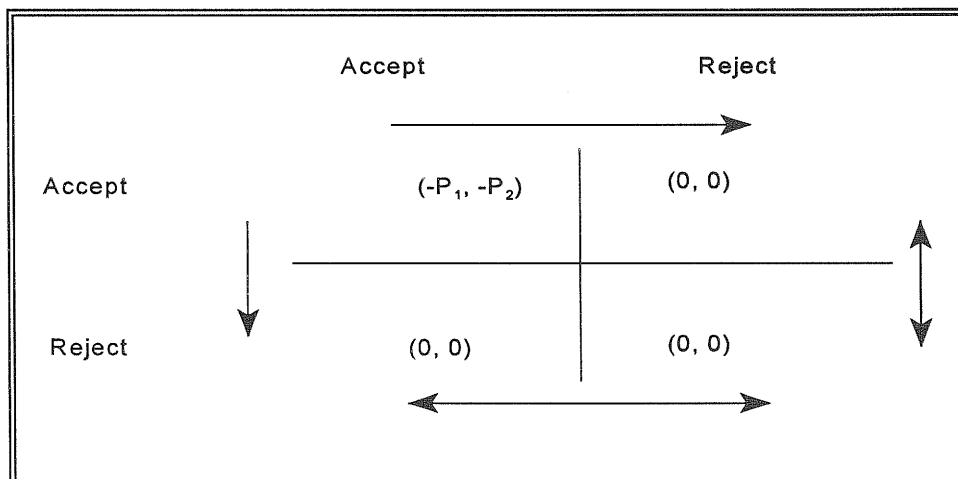 Accept Reject
Accept (-P₁, -P₂) (0, 0)
Reject (0, 0) (0, 0)